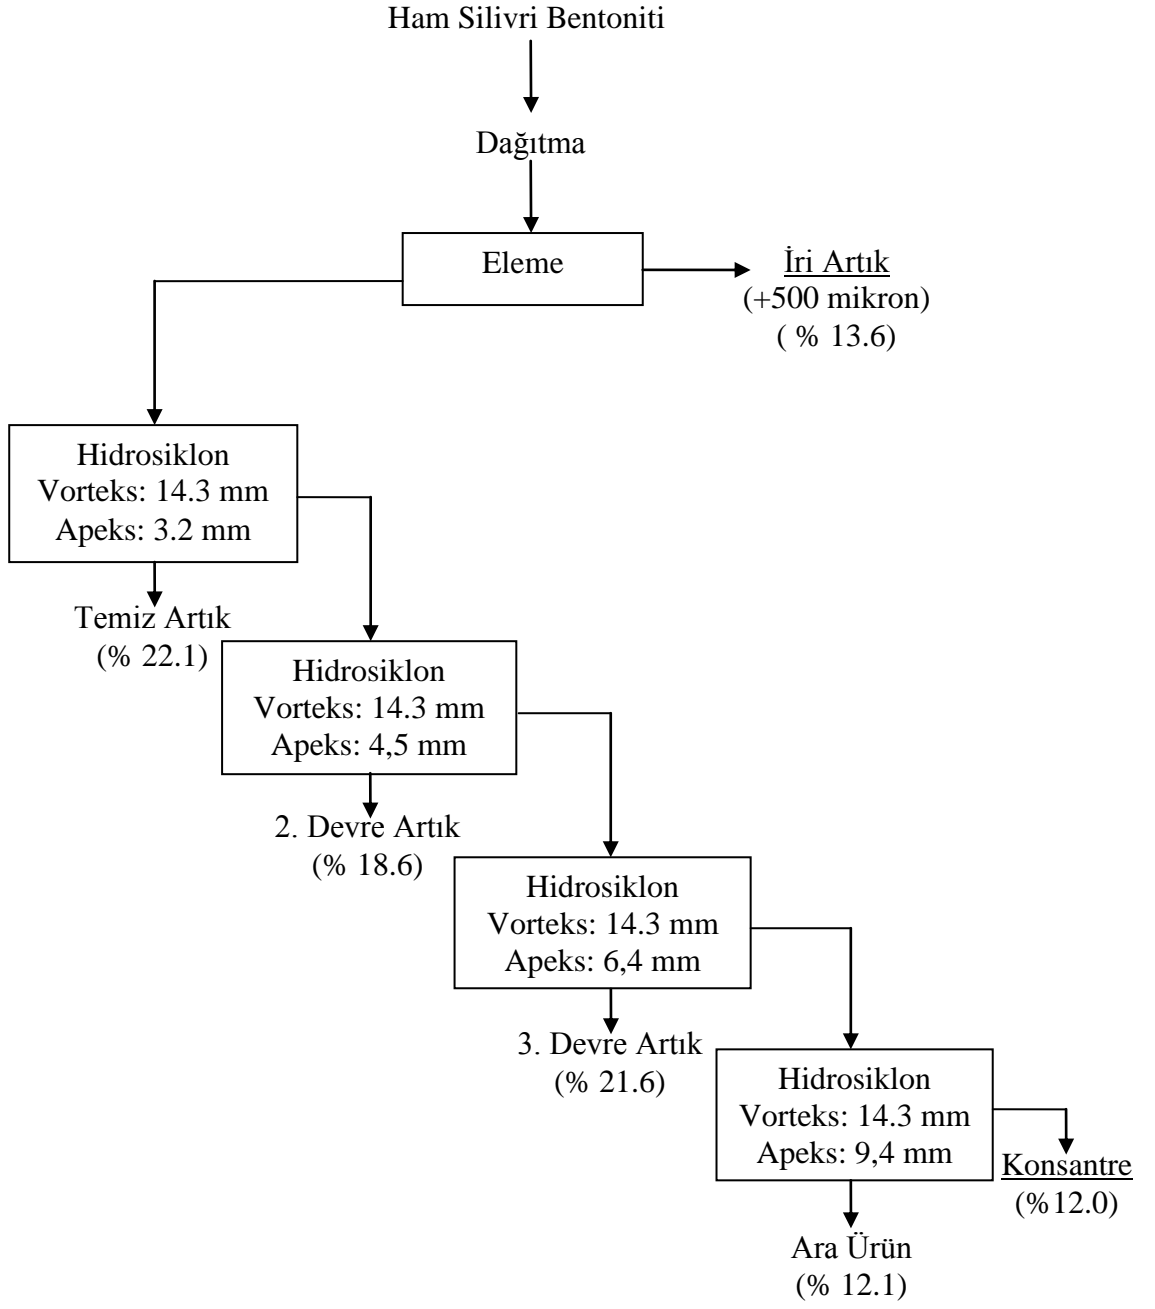 Ham Silivri Bentoniti
Dağıtma
Eleme
İri Artık
(+500 mikron)
( % 13.6)
Hidrosiklon
Vorteks: 14.3 mm
Apeks: 3.2 mm
Temiz Artık
(% 22.1)
Hidrosiklon
Vorteks: 14.3 mm
Apeks: 4,5 mm
2. Devre Artık
(% 18.6)
Hidrosiklon
Vorteks: 14.3 mm
Apeks: 6,4 mm
3. Devre Artık
(% 21.6)
Hidrosiklon
Vorteks: 14.3 mm
Apeks: 9,4 mm
Konsantre
(%12.0)
Ara Ürün
(% 12.1)